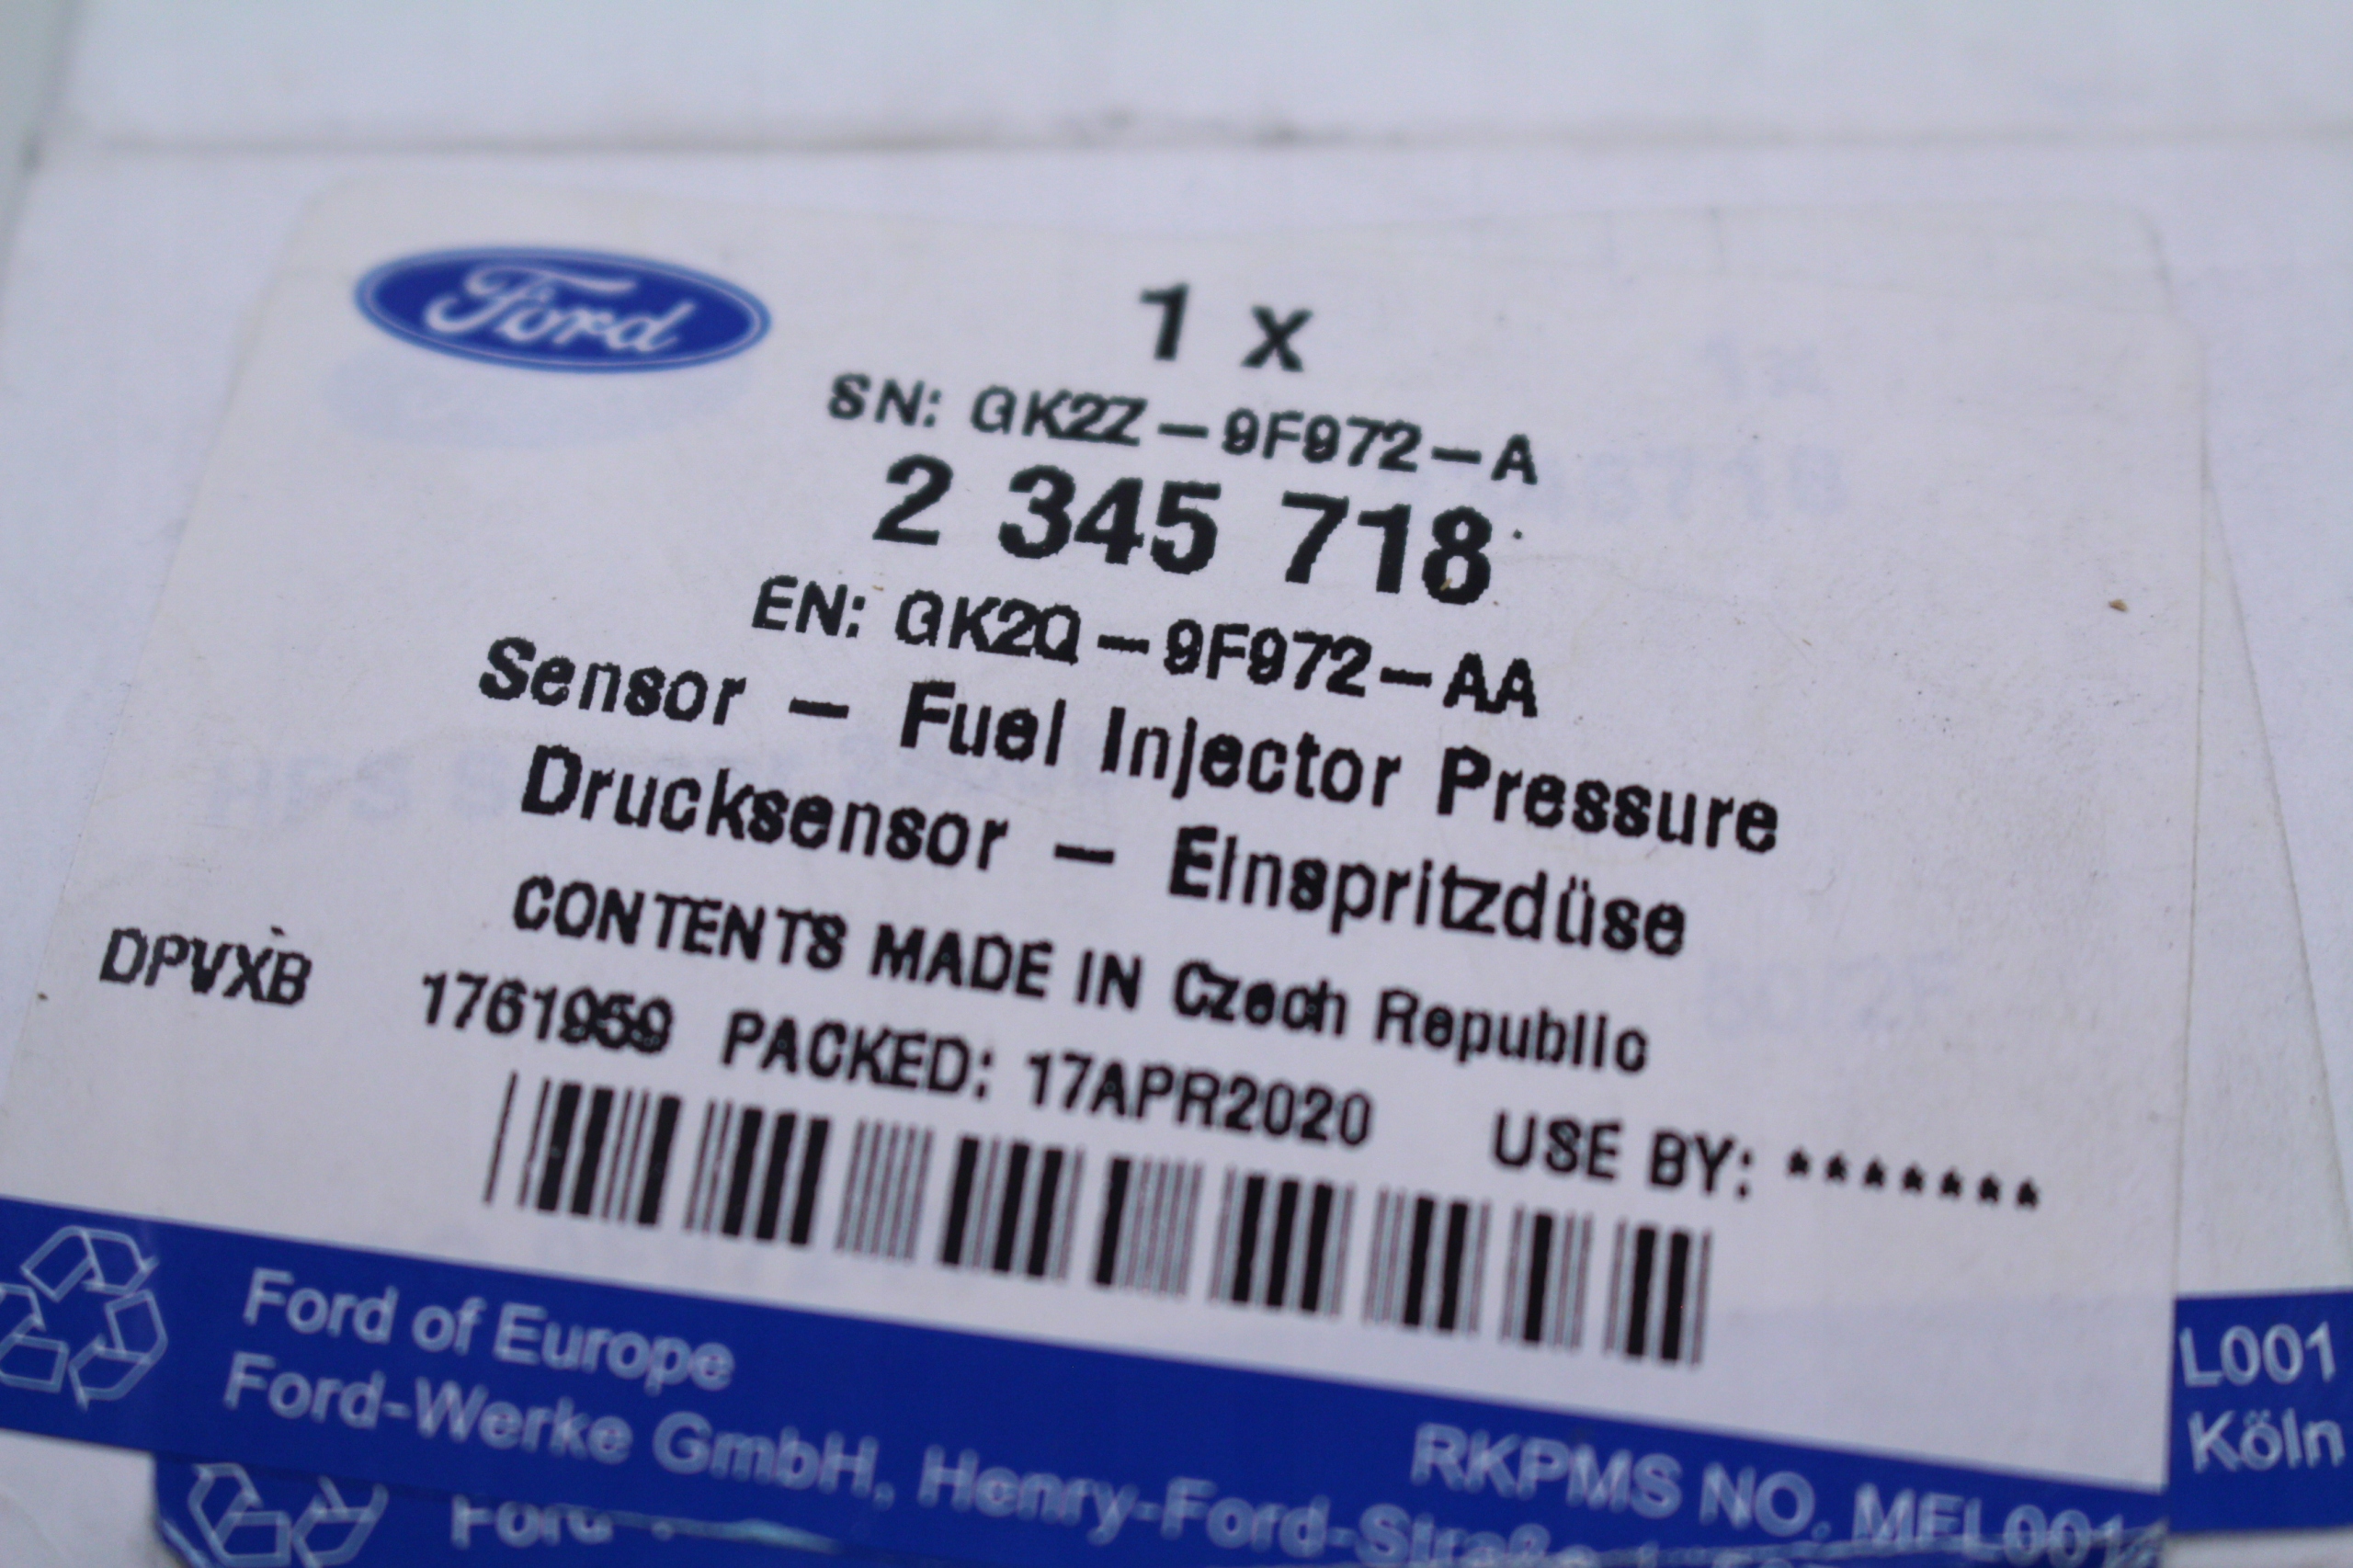 Ford
1 x
SN: GK2Z-9F972-A
2 345 718
EN: GK2Q-9F972-AA
Sensor - Fuel Injector Pressure
Drucksensor - Einspritzdüse
CONTENTS MADE IN Czech Republic
DPVXB 1761959 PACKED: 17APR2020 USE BY: *******
Ford of Europe
Ford-Werke GmbH, Henry-Ford-Straße
RKPMS NO. MEL001
L001
Köln
Ford